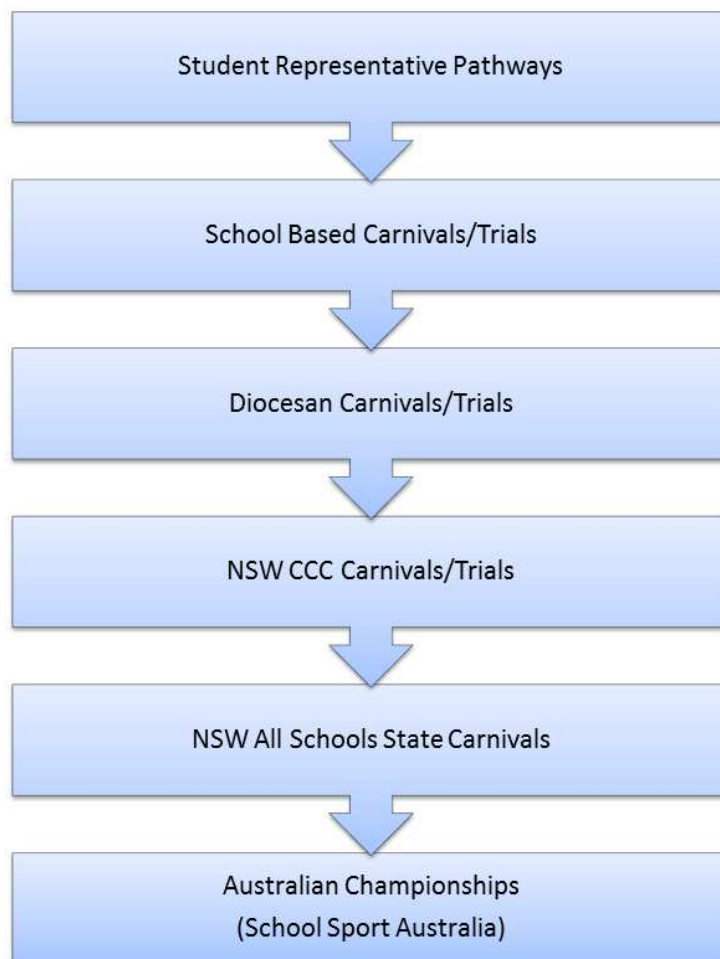 Student Representative Pathways
School Based Carnivals/Trials
Diocesan Carnivals/Trials
NSW CCC Carnivals/Trials
NSW All Schools State Carnivals
Australian Championships
(School Sport Australia)